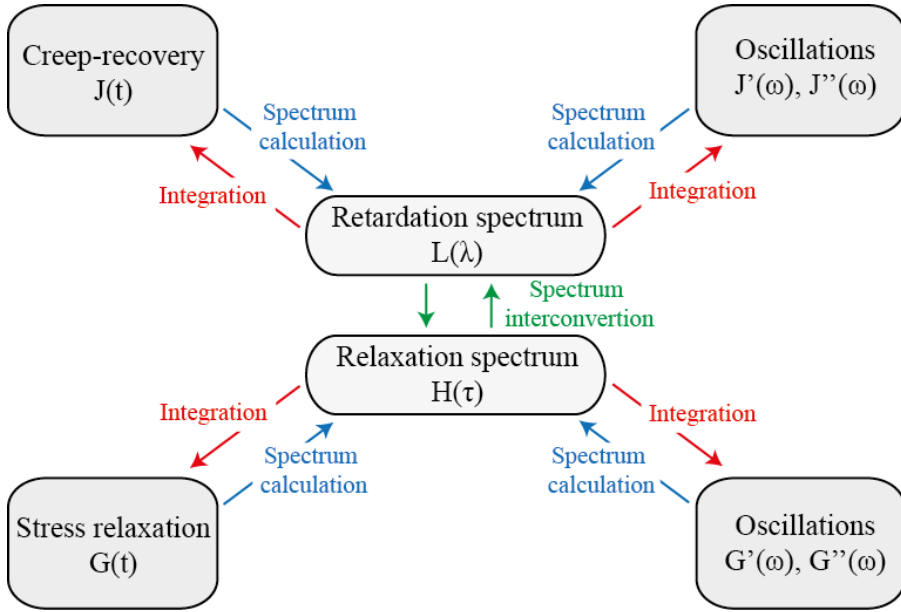 Creep-recovery
J(t)
Oscillations
J’(ω), J’’(ω)
Spectrum
calculation
Spectrum
calculation
Integration
Integration
Retardation spectrum
L(λ)
Spectrum
interconvertion
Relaxation spectrum
H(τ)
Integration
Integration
Spectrum
calculation
Spectrum
calculation
Stress relaxation
G(t)
Oscillations
G’(ω), G’’(ω)